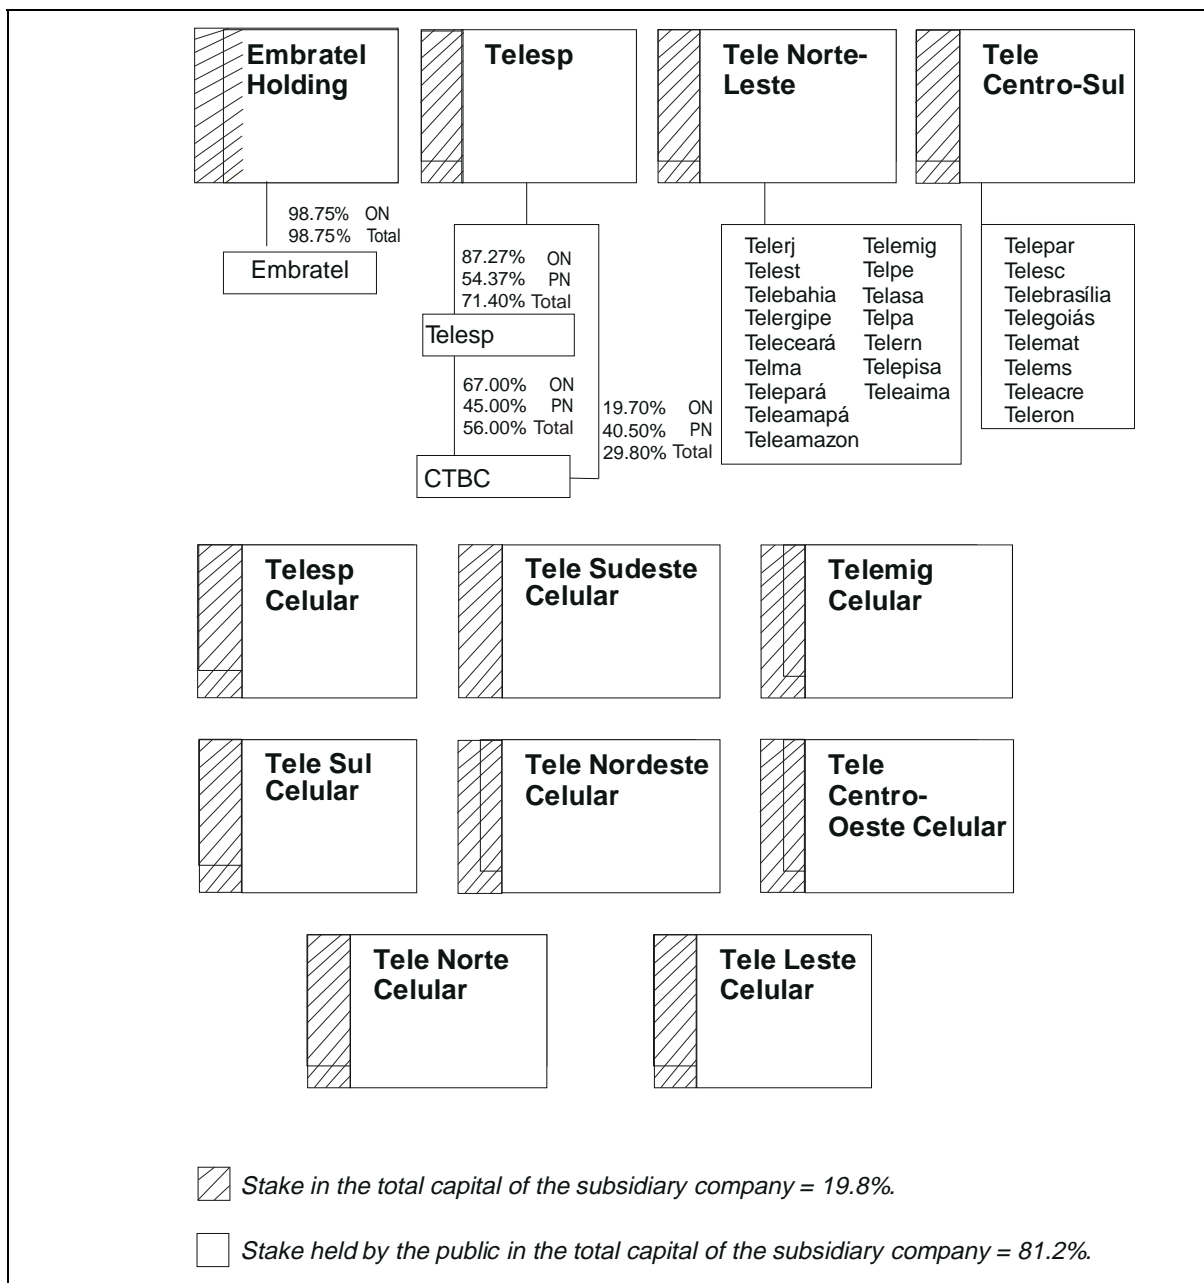 Embratel
Holding
Telesp
Tele Norte-
Leste
Tele
Centro-Sul
98.75% ON
98.75% Total
Embratel
87.27% ON
54.37% PN
71.40% Total
Telesp
67.00% ON
45.00% PN
56.00% Total
19.70% ON
40.50% PN
29.80% Total
CTBC
Telerj
Telest
Telebahia
Telergipe
Teleceará
Telma
Telepará
Teleamapá
Teleamazon
Telemig
Telpe
Telasa
Telpa
Telern
Telepisa
Teleaima
Telepar
Telesc
Telebrasília
Telegoiás
Telemat
Telems
Teleacre
Teleron
Telesp
Celular
Tele Sudeste
Celular
Telemig
Celular
Tele Sul
Celular
Tele Nordeste
Celular
Tele
Centro-
Oeste Celular
Tele Norte
Celular
Tele Leste
Celular
Stake in the total capital of the subsidiary company = 19.8%.
Stake held by the public in the total capital of the subsidiary company = 81.2%.